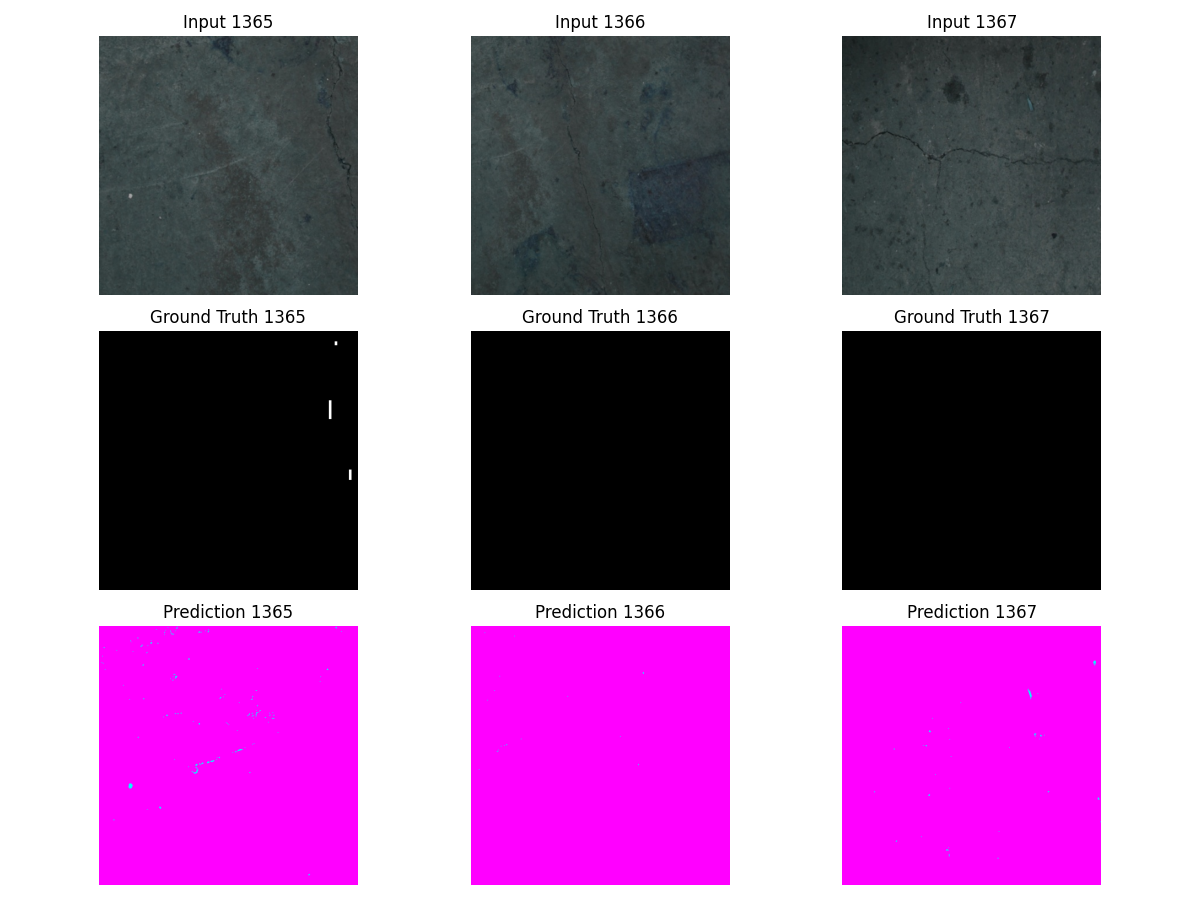 Input 1365
Input 1366
Input 1367
Ground Truth 1365
Ground Truth 1366
Ground Truth 1367
Prediction 1365
Prediction 1366
Prediction 1367